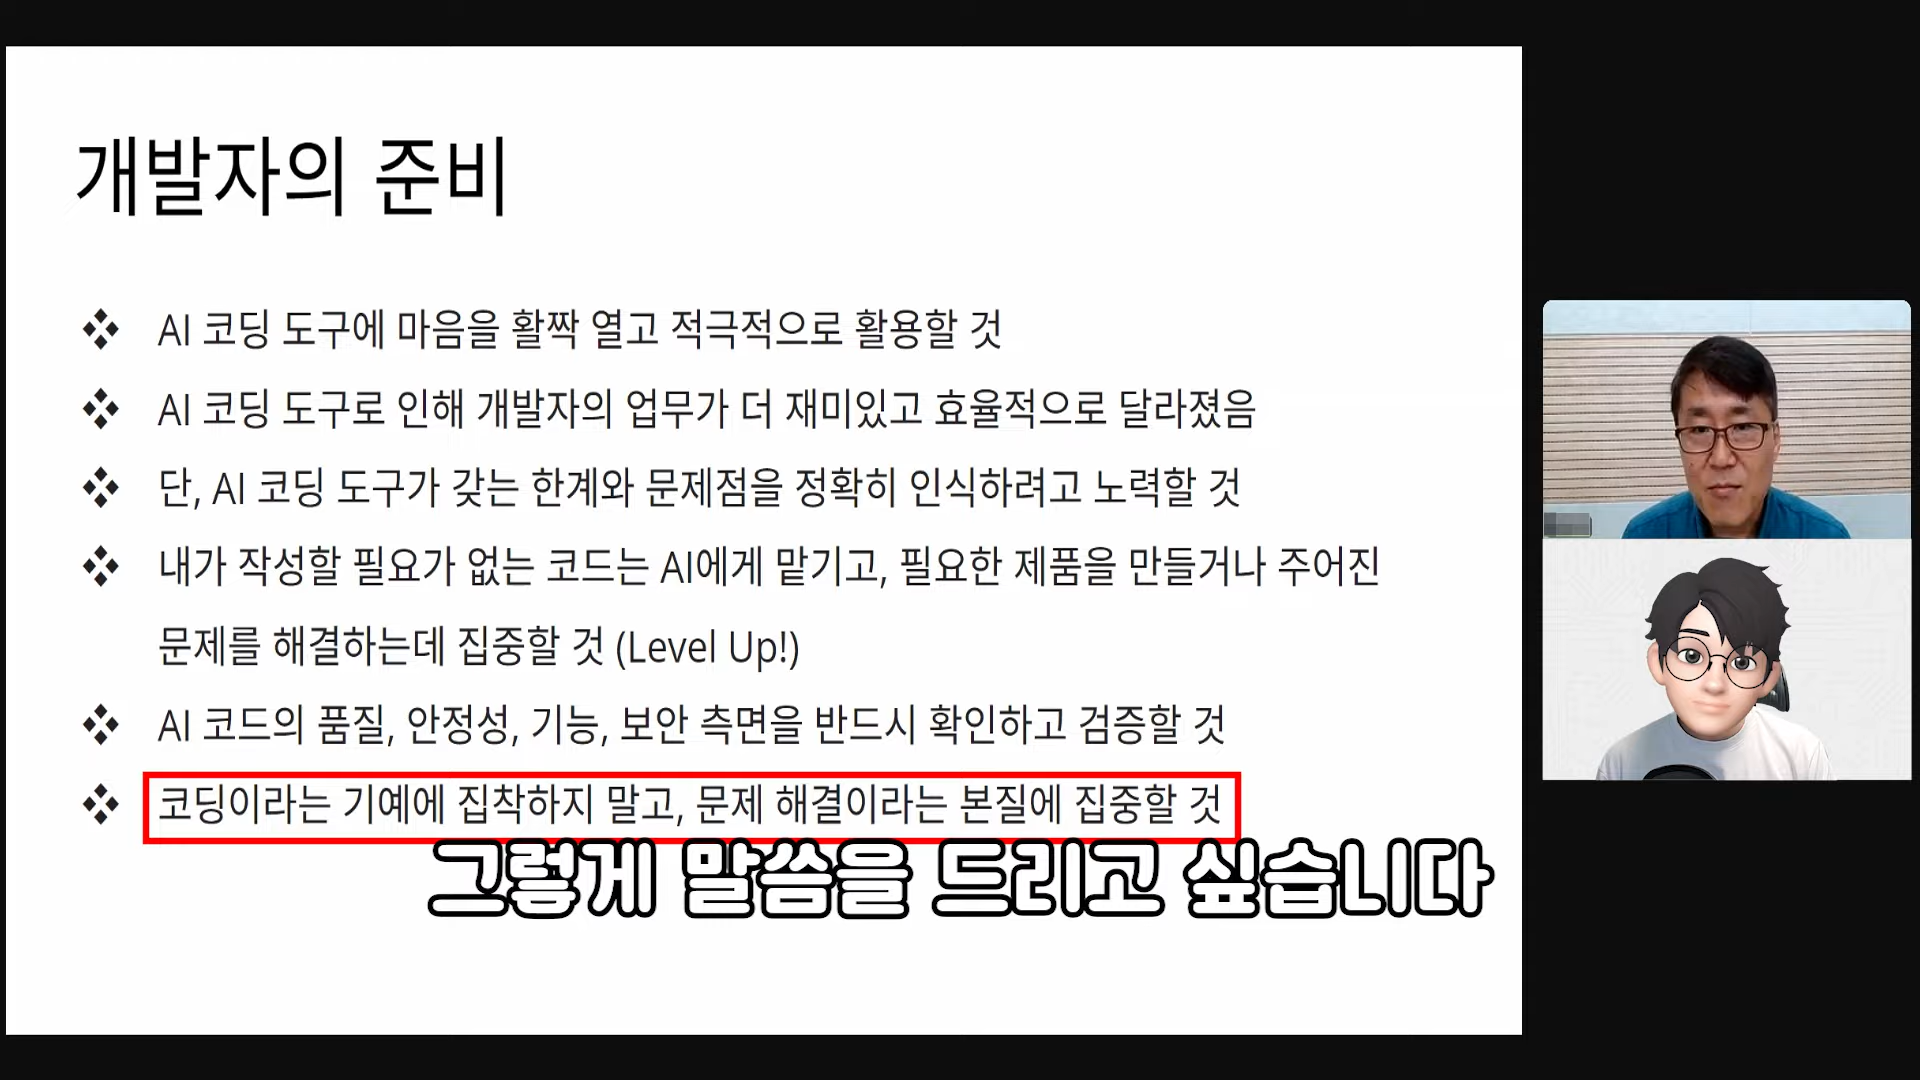 개발자의 준비
❖ AI 코딩 도구에 마음을 활짝 열고 적극적으로 활용할 것
❖ AI 코딩 도구로 인해 개발자의 업무가 더 재미있고 효율적으로 달라졌음
❖ 단, AI 코딩 도구가 갖는 한계와 문제점을 정확히 인식하려고 노력할 것
❖ 내가 작성할 필요가 없는 코드는 AI에게 맡기고, 필요한 제품을 만들거나 주어진
문제를 해결하는데 집중할 것 (Level Up!)
❖ AI 코드의 품질, 안정성, 기능, 보안 측면을 반드시 확인하고 검증할 것
❖ 코딩이라는 기예에 집착하지 말고, 문제 해결이라는 본질에 집중할 것
그렇게 말씀을 드리고 싶습니다